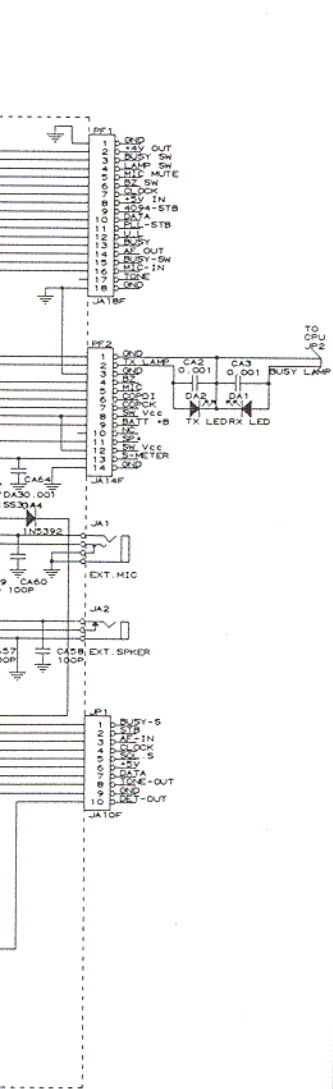 PF1
1 GND
2 +4V OUT
3 BUSY SW
4 LAMP SW
5 MIC MUTE
6 BZ SW
7 CLOCK
8 +5V IN
9 4094-STB
10 DATA
11 PLL-STB
12 U.L
13 BUSY
14 AF OUT
15 BUSY-SW
16 MIC-IN
17 TONE
18 GND
JA18F
TO
CPU
JP2
PF2
1 GND
2 TX LAMP
3 GND
4 BZ
5 MIC
6 COPDI
7 COPCK
8 SW Vcc
9 BATT +B
10 NC
11 SP+
12 SW Vcc
13 S-METER
14 GND
JA14F
CA2 CA3
0.001 0.001
BUSY LAMP
DA2 DA1
TX LED RX LED
CA64
0.001
DA3
DA4
1N5392
JA1
EXT.MIC
CA60
100P
JA2
EXT.SPKER
CA58
100P
JP1
1 BUSY-S
2 STB
3 AF-IN
4 CLOCK
5 SQL.S
6 +5V
7 DATA
8 TONE-OUT
9 GND
10 DET-OUT
JA10F